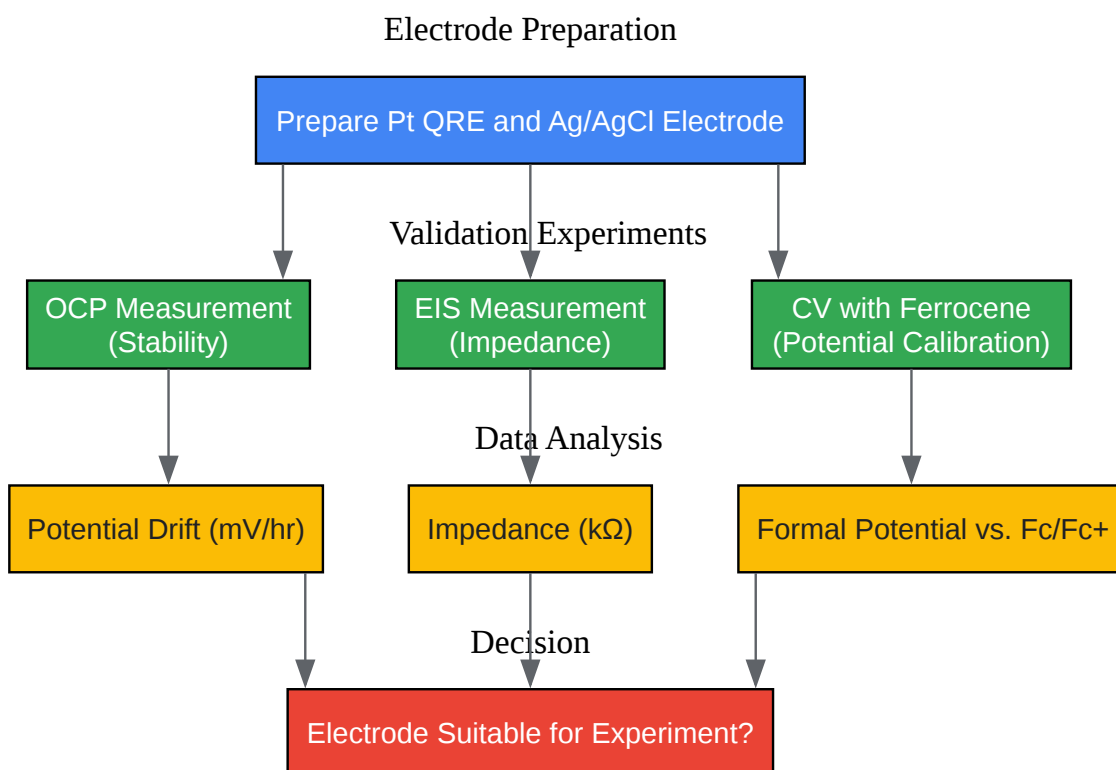 Electrode Preparation
Prepare Pt QRE and Ag/AgCl Electrode
Validation Experiments
OCP Measurement
(Stability)
EIS Measurement
(Impedance)
CV with Ferrocene
(Potential Calibration)
Data Analysis
Potential Drift (mV/hr)
Impedance (kΩ)
Formal Potential vs. Fc/Fc+
Decision
Electrode Suitable for Experiment?